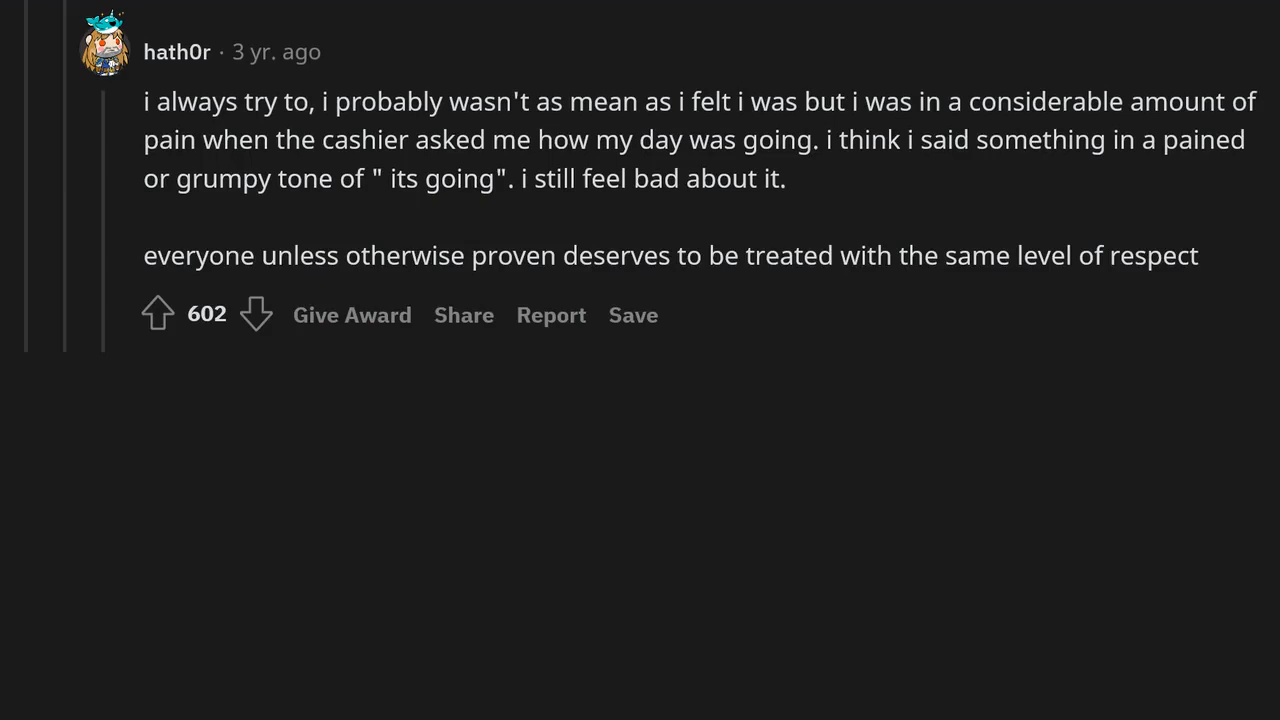 hath0r · 3 yr. ago
i always try to, i probably wasn't as mean as i felt i was but i was in a considerable amount of
pain when the cashier asked me how my day was going. i think i said something in a pained
or grumpy tone of " its going". i still feel bad about it.
everyone unless otherwise proven deserves to be treated with the same level of respect
602 Give Award Share Report Save